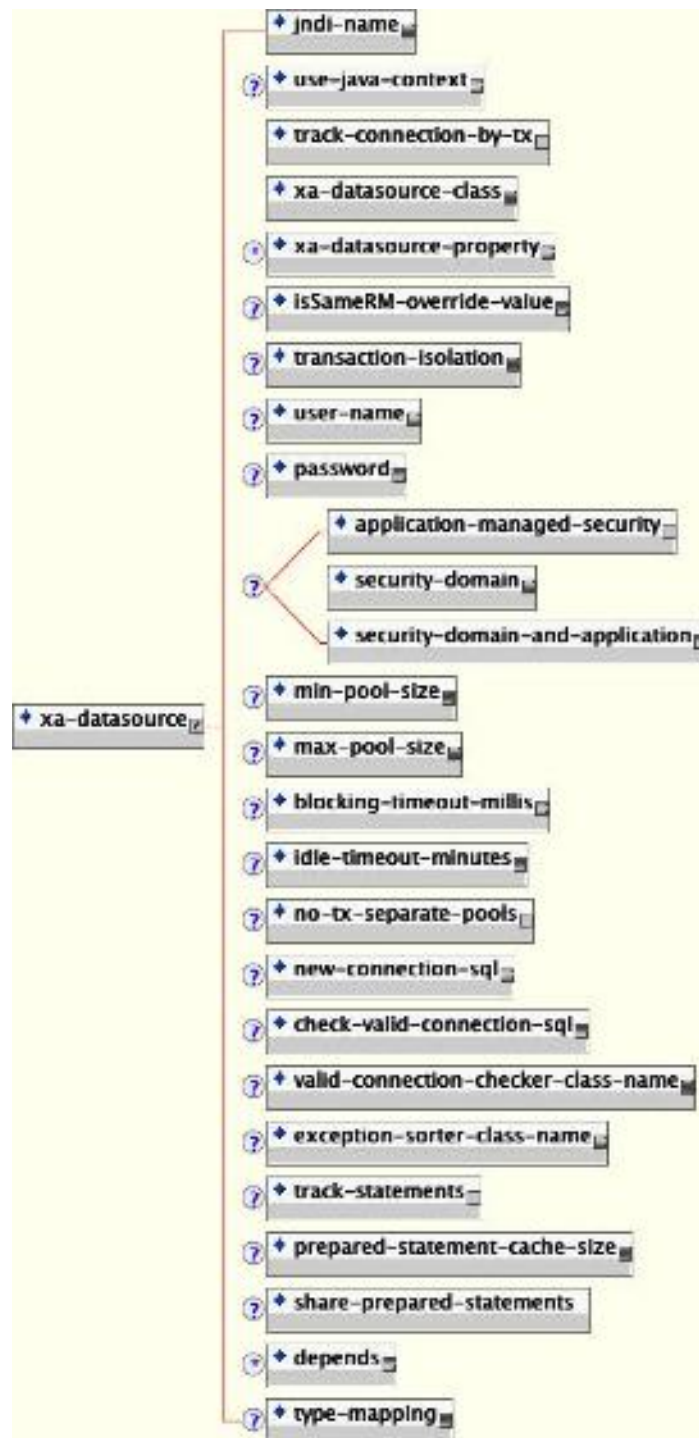 jndi-name
? use-java-context
track-connection-by-tx
xa-datasource-class
* xa-datasource-property
? isSameRM-override-value
? transaction-isolation
? user-name
? password
application-managed-security
? security-domain
security-domain-and-application
? min-pool-size
xa-datasource
? max-pool-size
? blocking-timeout-millis
? idle-timeout-minutes
? no-tx-separate-pools
? new-connection-sql
? check-valid-connection-sql
? valid-connection-checker-class-name
? exception-sorter-class-name
? track-statements
? prepared-statement-cache-size
? share-prepared-statements
* depends
? type-mapping